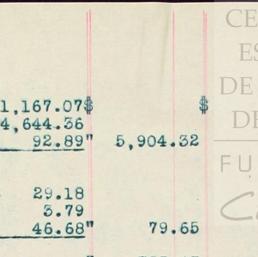 1,167.07$ $
4,644.36
92.89" 5,904.32
29.18
3.79
46.68" 79.65
CE
ES
DE
DE
FU